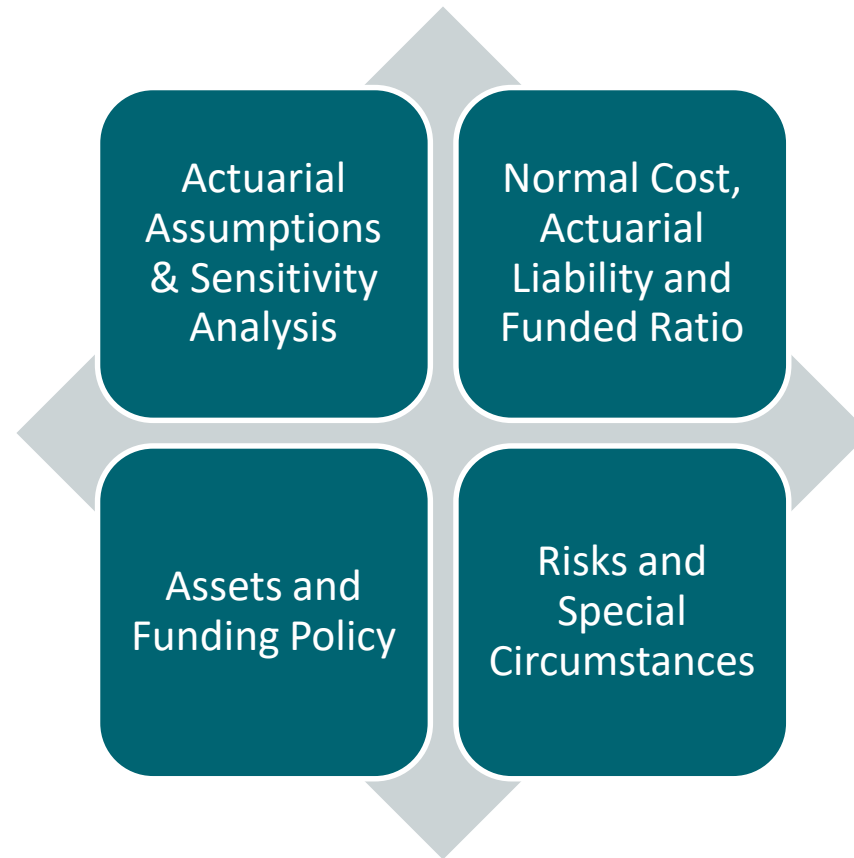 Actuarial
Assumptions
& Sensitivity
Analysis
Normal Cost,
Actuarial
Liability and
Funded Ratio
Assets and
Funding Policy
Risks and
Special
Circumstances